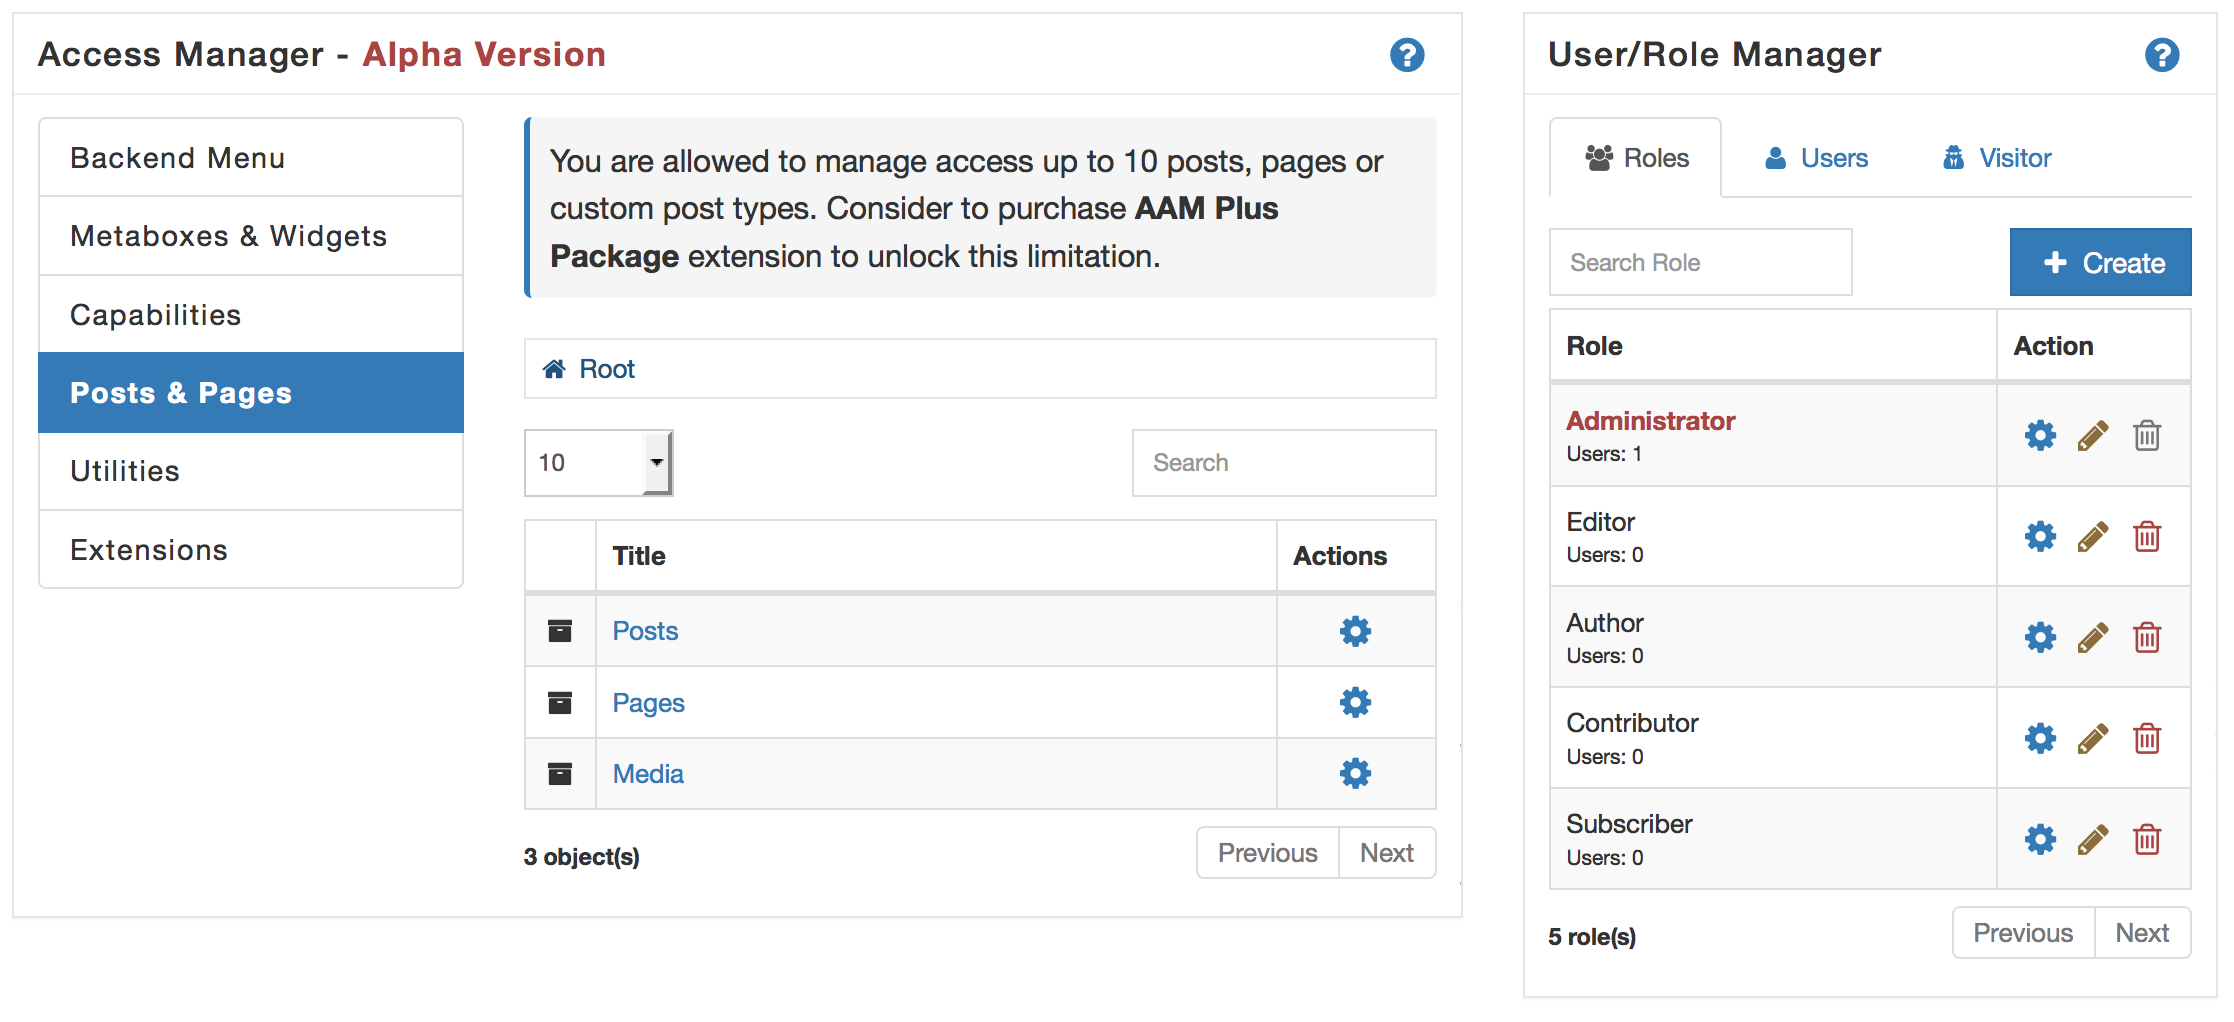 Access Manager - Alpha Version
Backend Menu
Metaboxes & Widgets
Capabilities
Posts & Pages
Utilities
Extensions
You are allowed to manage access up to 10 posts, pages or
custom post types. Consider to purchase AAM Plus
Package extension to unlock this limitation.
Root
10
Search
Title Actions
Posts
Pages
Media
3 object(s)
Previous Next
User/Role Manager
Roles Users Visitor
Search Role
Create
Role Action
Administrator
Users: 1
Editor
Users: 0
Author
Users: 0
Contributor
Users: 0
Subscriber
Users: 0
5 role(s)
Previous Next